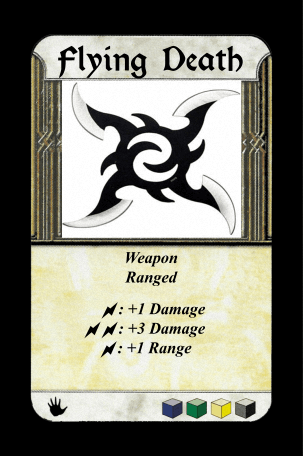 Flying Death
Weapon
Ranged
: +1 Damage
: +3 Damage
: +1 Range